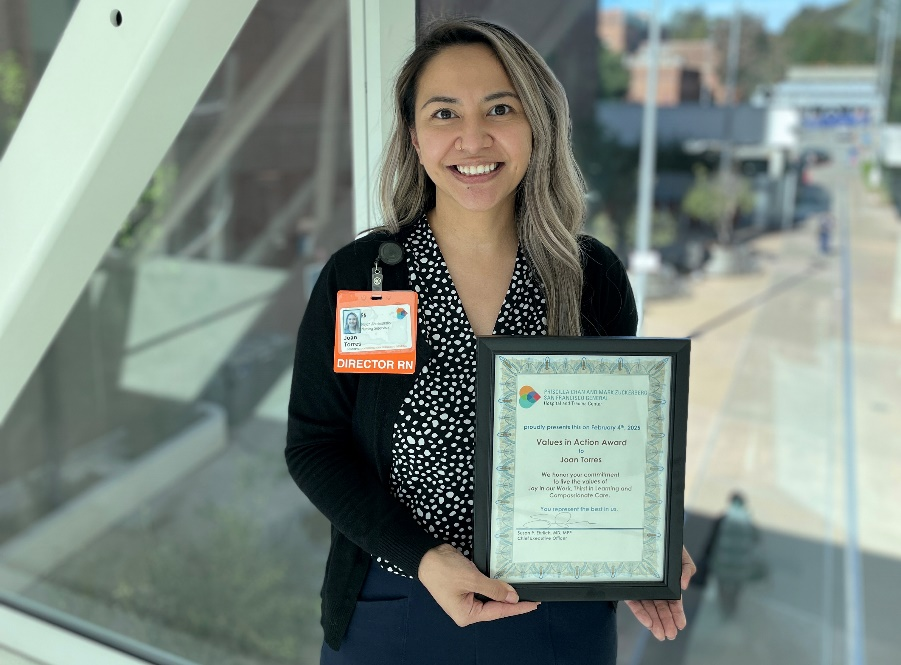 Joan
Torres
DIRECTOR RN
PRISCILLA CHAN AND MARK ZUCKERBERG
SAN FRANCISCO GENERAL
Hospital and Trauma Center
proudly presents this on February 4th, 2025
Values in Action Award
to
Joan Torres
We honor your commitment
to live the values of
Joy in our Work, Thirst in Learning and
Compassionate Care.
You represent the best in us.
Susan P. Ehrlich, MD, MPP
Chief Executive Officer